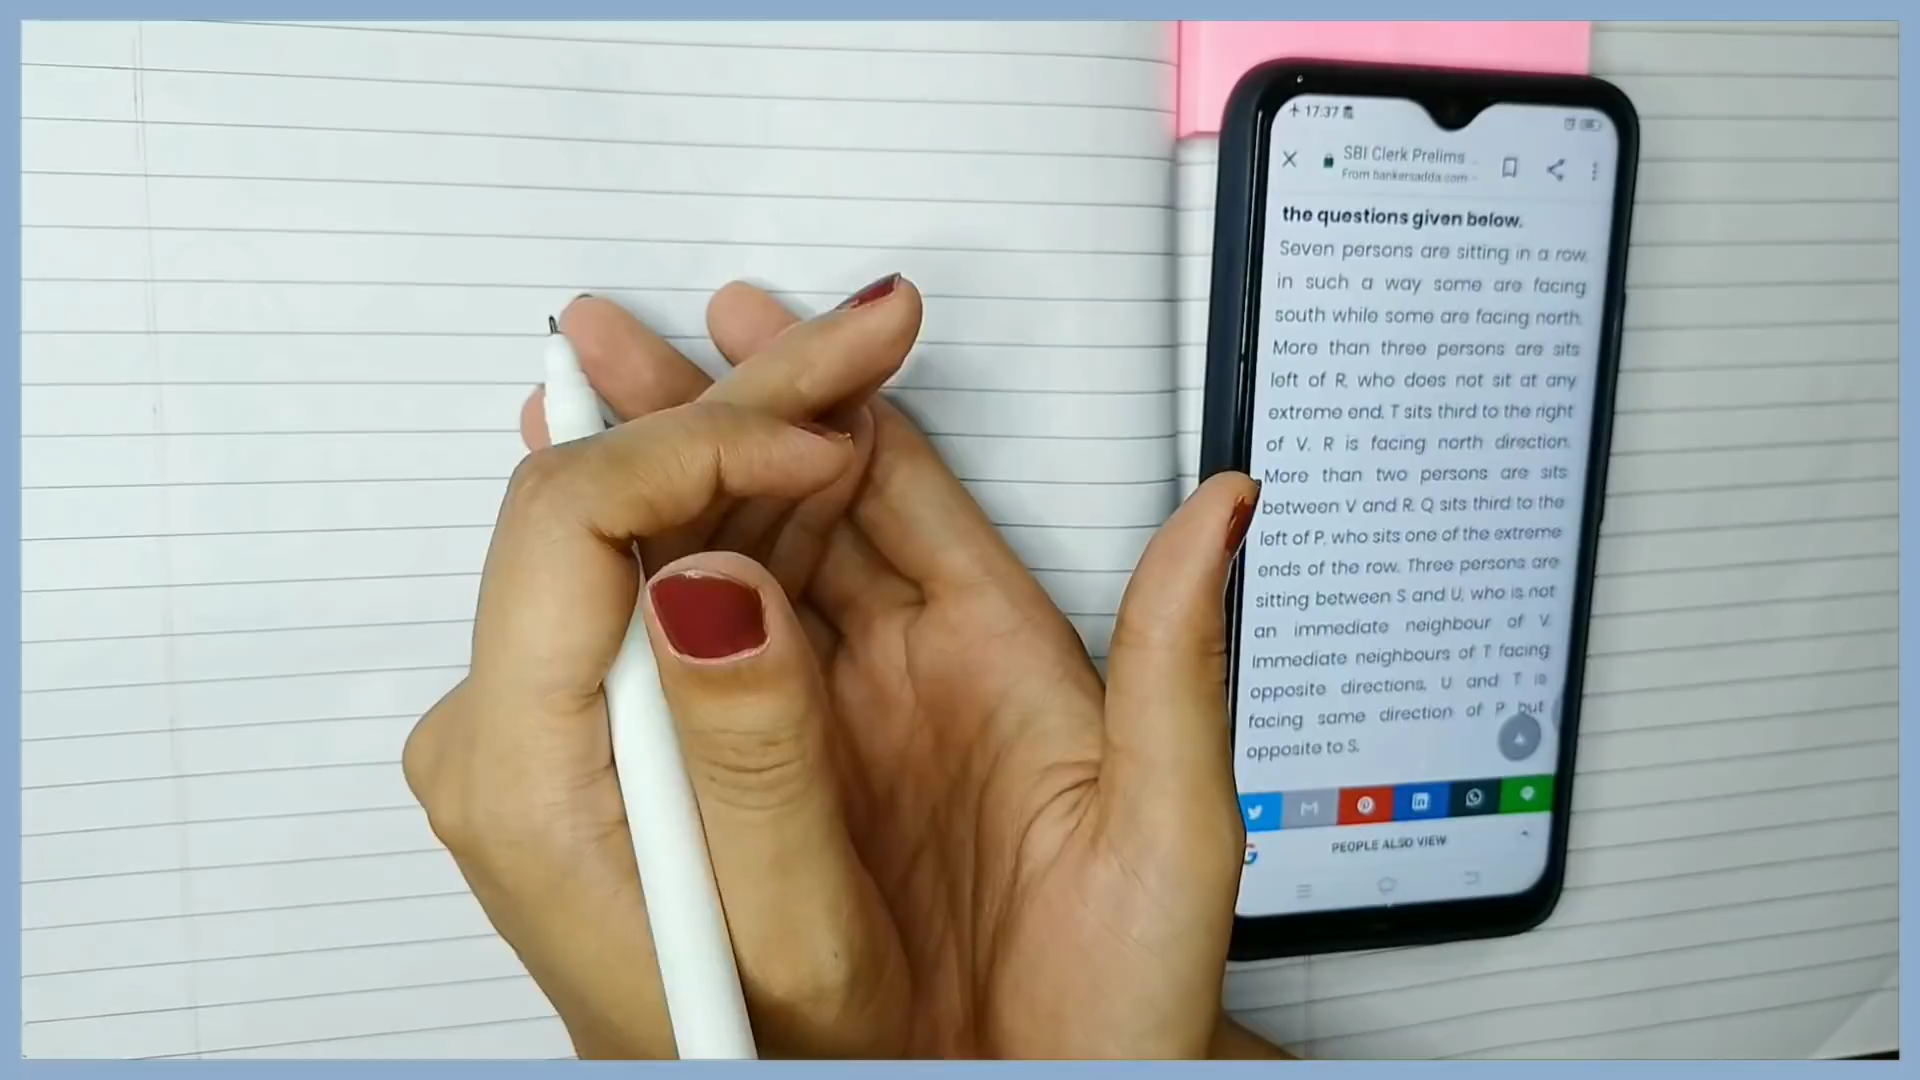 17:37
SBI Clerk Prelims ...
From bankersadda.com
the questions given below.
Seven persons are sitting in a row
in such a way some are facing
south while some are facing north.
More than three persons are sits
left of R, who does not sit at any
extreme end. T sits third to the right
of V. R is facing north direction.
More than two persons are sits
between V and R. Q sits third to the
left of P, who sits one of the extreme
ends of the row. Three persons are
sitting between S and U, who is not
an immediate neighbour of V.
Immediate neighbours of T facing
opposite directions. U and T is
facing same direction of P but
opposite to S.
PEOPLE ALSO VIEW